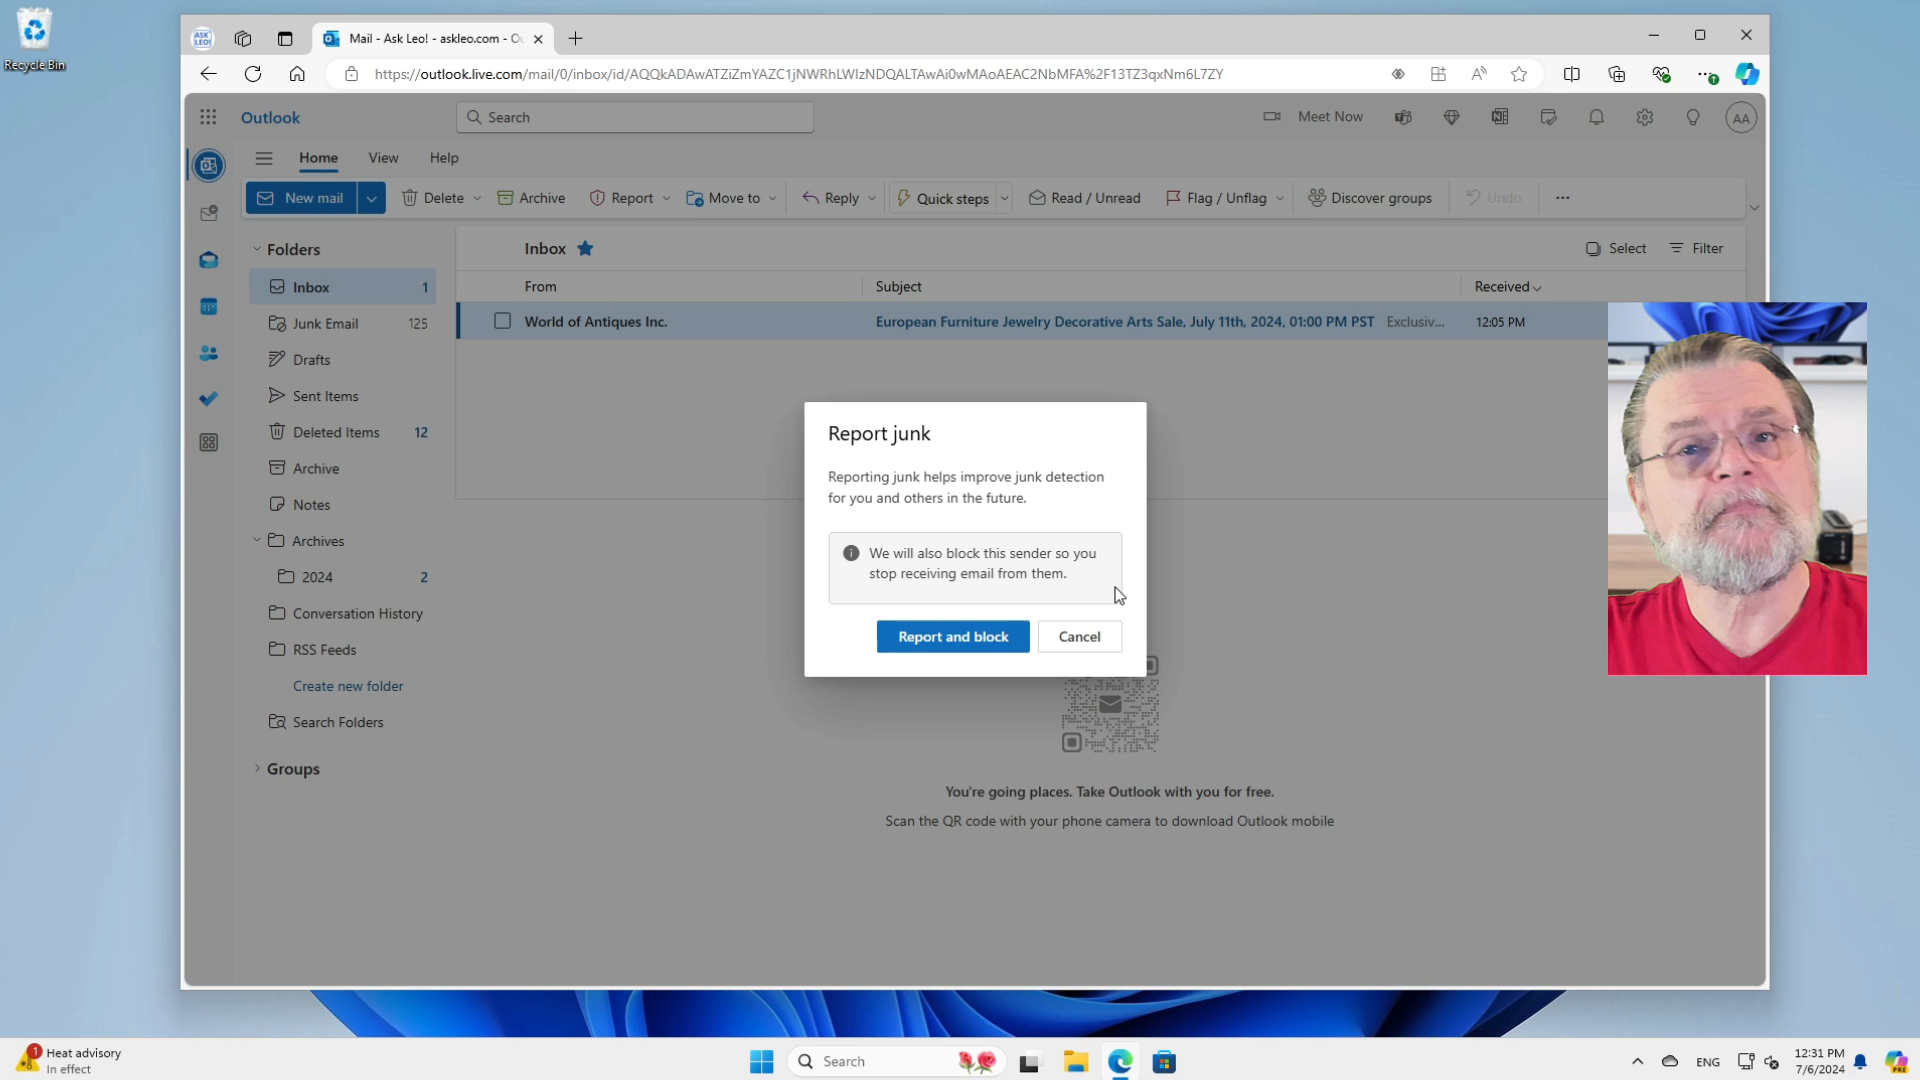 Recycle Bin
ASK LEO!
Mail - Ask Leo! - askleo.com - O
https://outlook.live.com/mail/0/inbox/id/AQQkADAwATZiZmYAZC1jNWRhLWIzNDQALTAwAi0wMAoAEAC2NbMFA%2F13TZ3qxNm6L7ZY
Outlook
Search
Meet Now
AA
Home View Help
New mail Delete Archive Report Move to Reply Quick steps Read / Unread Flag / Unflag Discover groups Undo
Folders
Inbox 1
Junk Email 125
Drafts
Sent Items
Deleted Items 12
Archive
Notes
Archives
2024 2
Conversation History
RSS Feeds
Create new folder
Search Folders
Groups
Inbox
Select Filter
From Subject Received
World of Antiques Inc. European Furniture Jewelry Decorative Arts Sale, July 11th, 2024, 01:00 PM PST Exclusiv... 12:05 PM
Report junk
Reporting junk helps improve junk detection
for you and others in the future.
We will also block this sender so you
stop receiving email from them.
Report and block Cancel
You're going places. Take Outlook with you for free.
Scan the QR code with your phone camera to download Outlook mobile
1
Heat advisory
In effect
Search
ENG
12:31 PM
7/6/2024
PRE